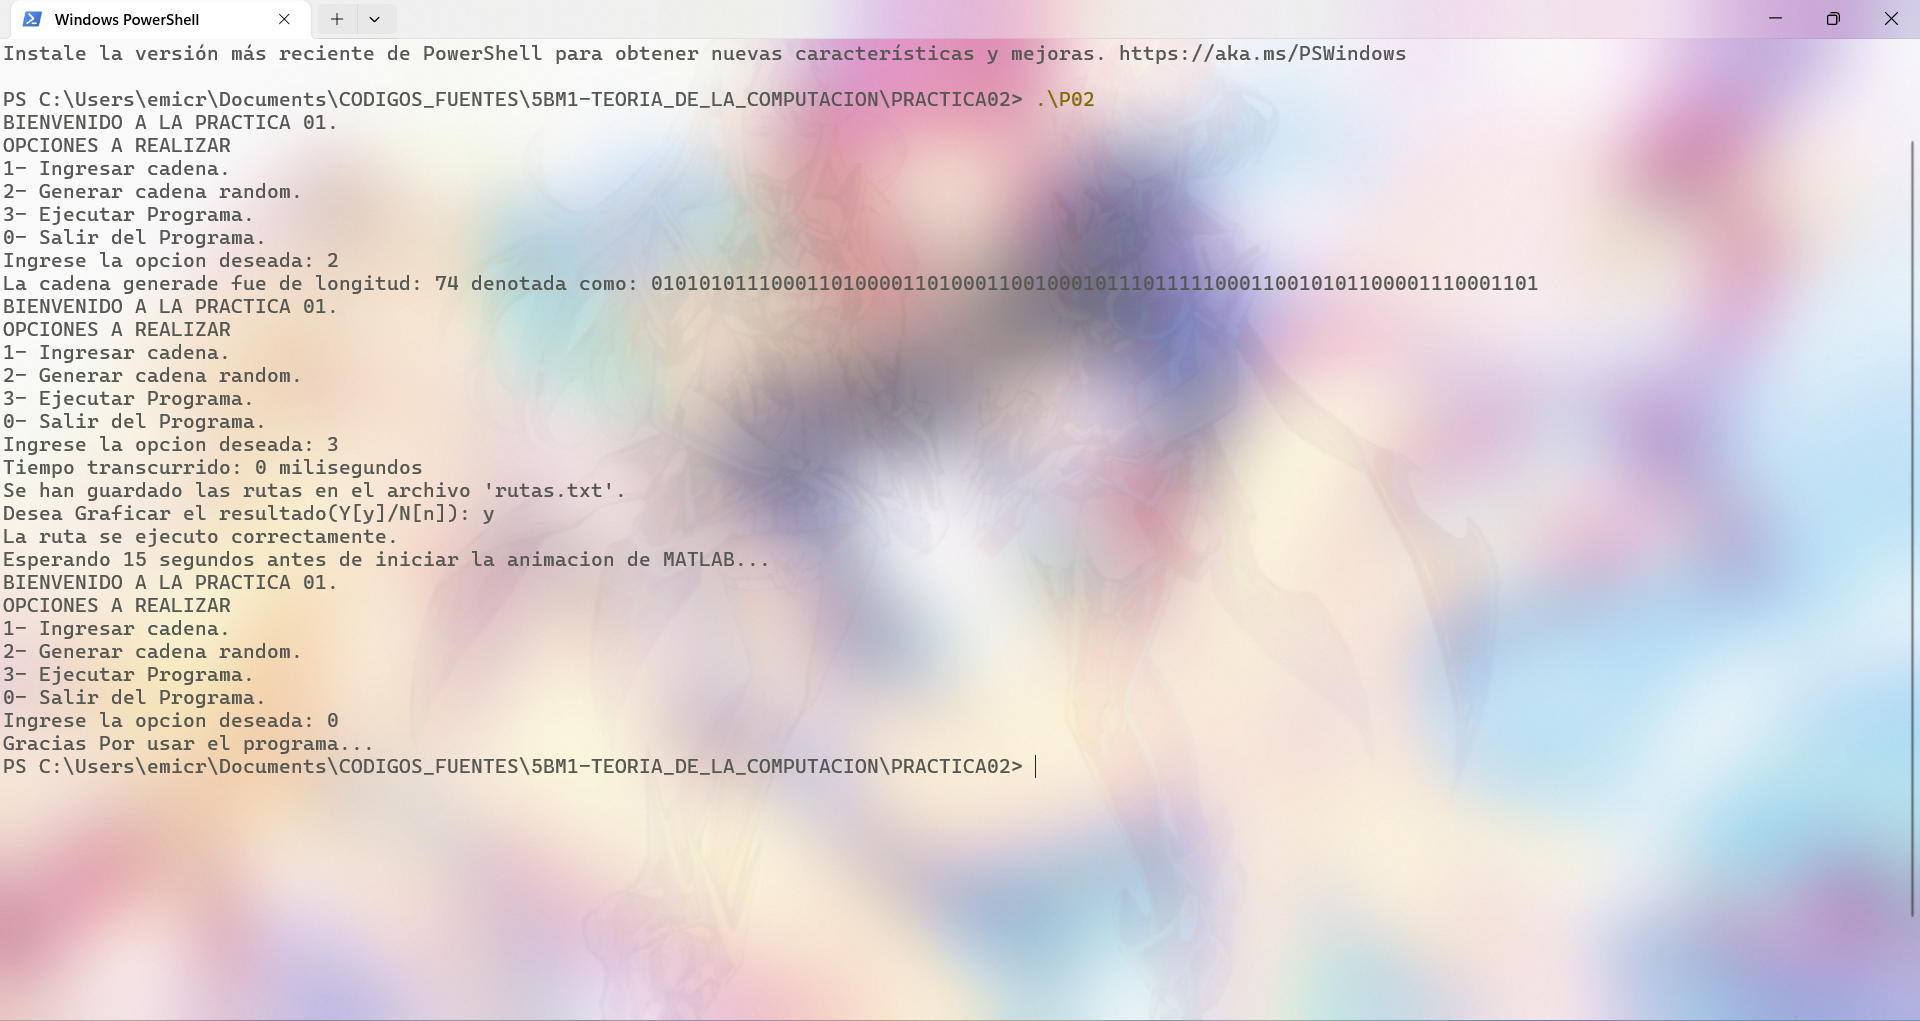 Windows PowerShell
Instale la versión más reciente de PowerShell para obtener nuevas características y mejoras. https://aka.ms/PSWindows
PS C:\Users\emicr\Documents\CODIGOS_FUENTES\5BM1-TEORIA_DE_LA_COMPUTACION\PRACTICA02> .\P02
BIENVENIDO A LA PRACTICA 01.
OPCIONES A REALIZAR
1- Ingresar cadena.
2- Generar cadena random.
3- Ejecutar Programa.
0- Salir del Programa.
Ingrese la opcion deseada: 2
La cadena generade fue de longitud: 74 denotada como: 01010101110001101000011010001100100010111011111000110010101100001110001101
BIENVENIDO A LA PRACTICA 01.
OPCIONES A REALIZAR
1- Ingresar cadena.
2- Generar cadena random.
3- Ejecutar Programa.
0- Salir del Programa.
Ingrese la opcion deseada: 3
Tiempo transcurrido: 0 milisegundos
Se han guardado las rutas en el archivo 'rutas.txt'.
Desea Graficar el resultado(Y[y]/N[n]): y
La ruta se ejecuto correctamente.
Esperando 15 segundos antes de iniciar la animacion de MATLAB...
BIENVENIDO A LA PRACTICA 01.
OPCIONES A REALIZAR
1- Ingresar cadena.
2- Generar cadena random.
3- Ejecutar Programa.
0- Salir del Programa.
Ingrese la opcion deseada: 0
Gracias Por usar el programa...
PS C:\Users\emicr\Documents\CODIGOS_FUENTES\5BM1-TEORIA_DE_LA_COMPUTACION\PRACTICA02>